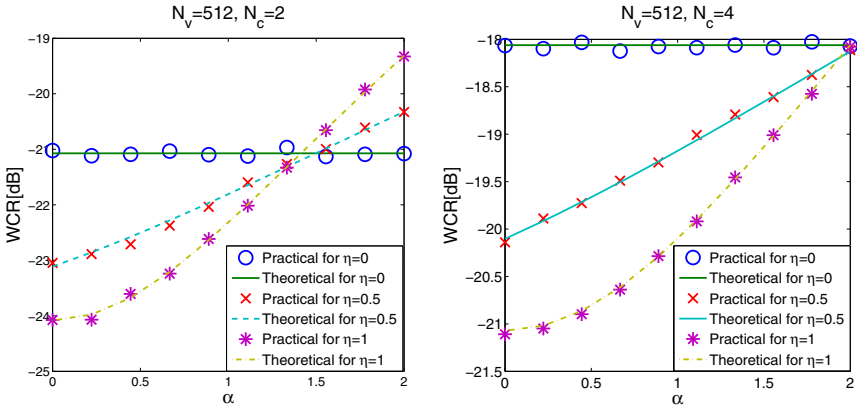 N_v=512, N_c=2
WCR[dB]
−19
−20
−21
−22
−23
−24
−25
0
0.5
1
1.5
2
α
Practical for η=0
Theoretical for η=0
Practical for η=0.5
Theoretical for η=0.5
Practical for η=1
Theoretical for η=1
N_v=512, N_c=4
WCR[dB]
−18
−18.5
−19
−19.5
−20
−20.5
−21
−21.5
0
0.5
1
1.5
2
α
Practical for η=0
Theoretical for η=0
Practical for η=0.5
Theoretical for η=0.5
Practical for η=1
Theoretical for η=1